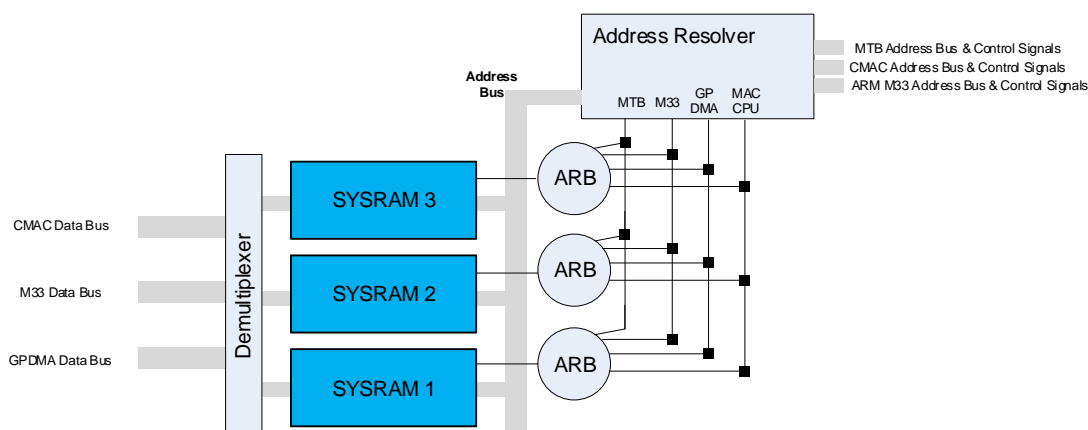 Address Resolver
MTB Address Bus & Control Signals
CMAC Address Bus & Control Signals
ARM M33 Address Bus & Control Signals
Address
Bus
MTB
M33
GP
DMA
MAC
CPU
ARB
SYSRAM 3
CMAC Data Bus
Demultiplexer
ARB
SYSRAM 2
M33 Data Bus
GPDMA Data Bus
ARB
SYSRAM 1